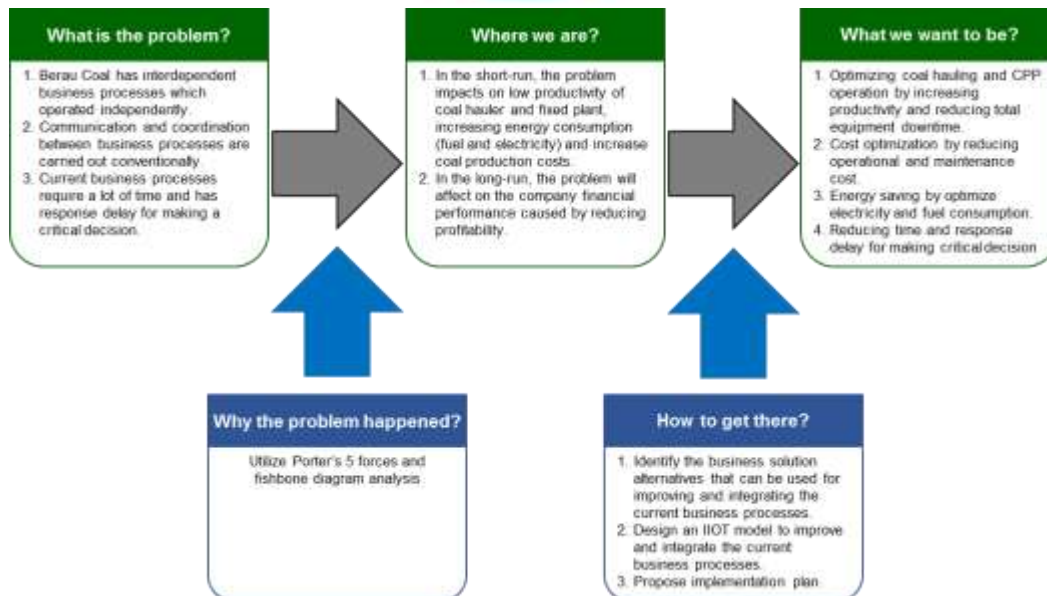 What is the problem?
1. Berau Coal has interdependent
business processes which
operated independently.
2. Communication and coordination
between business processes are
carried out conventionally.
3. Current business processes
require a lot of time and has
response delay for making a
critical decision.
Where we are?
1. In the short-run, the problem
impacts on low productivity of
coal hauler and fixed plant,
increasing energy consumption
(fuel and electricity) and increase
coal production costs.
2. In the long-run, the problem will
affect on the company financial
performance caused by reducing
profitability.
What we want to be?
1. Optimizing coal hauling and CPP
operation by increasing
productivity and reducing total
equipment downtime.
2. Cost optimization by reducing
operational and maintenance
cost.
3. Energy saving by optimize
electricity and fuel consumption.
4. Reducing time and response
delay for making critical decision
Why the problem happened?
Utilize Porter's 5 forces and
fishbone diagram analysis
How to get there?
1. Identify the business solution
alternatives that can be used for
improving and integrating the
current business processes.
2. Design an IIOT model to improve
and integrate the current
business processes.
3. Propose implementation plan